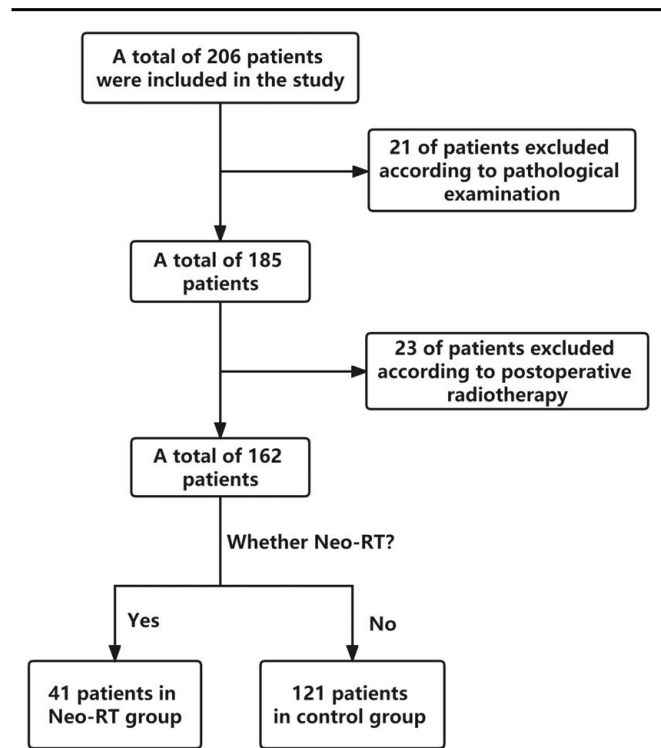 A total of 206 patients
were included in the study
21 of patients excluded
according to pathological
examination
A total of 185
patients
23 of patients excluded
according to postoperative
radiotherapy
A total of 162
patients
Whether Neo-RT?
Yes
No
41 patients in
Neo-RT group
121 patients
in control group